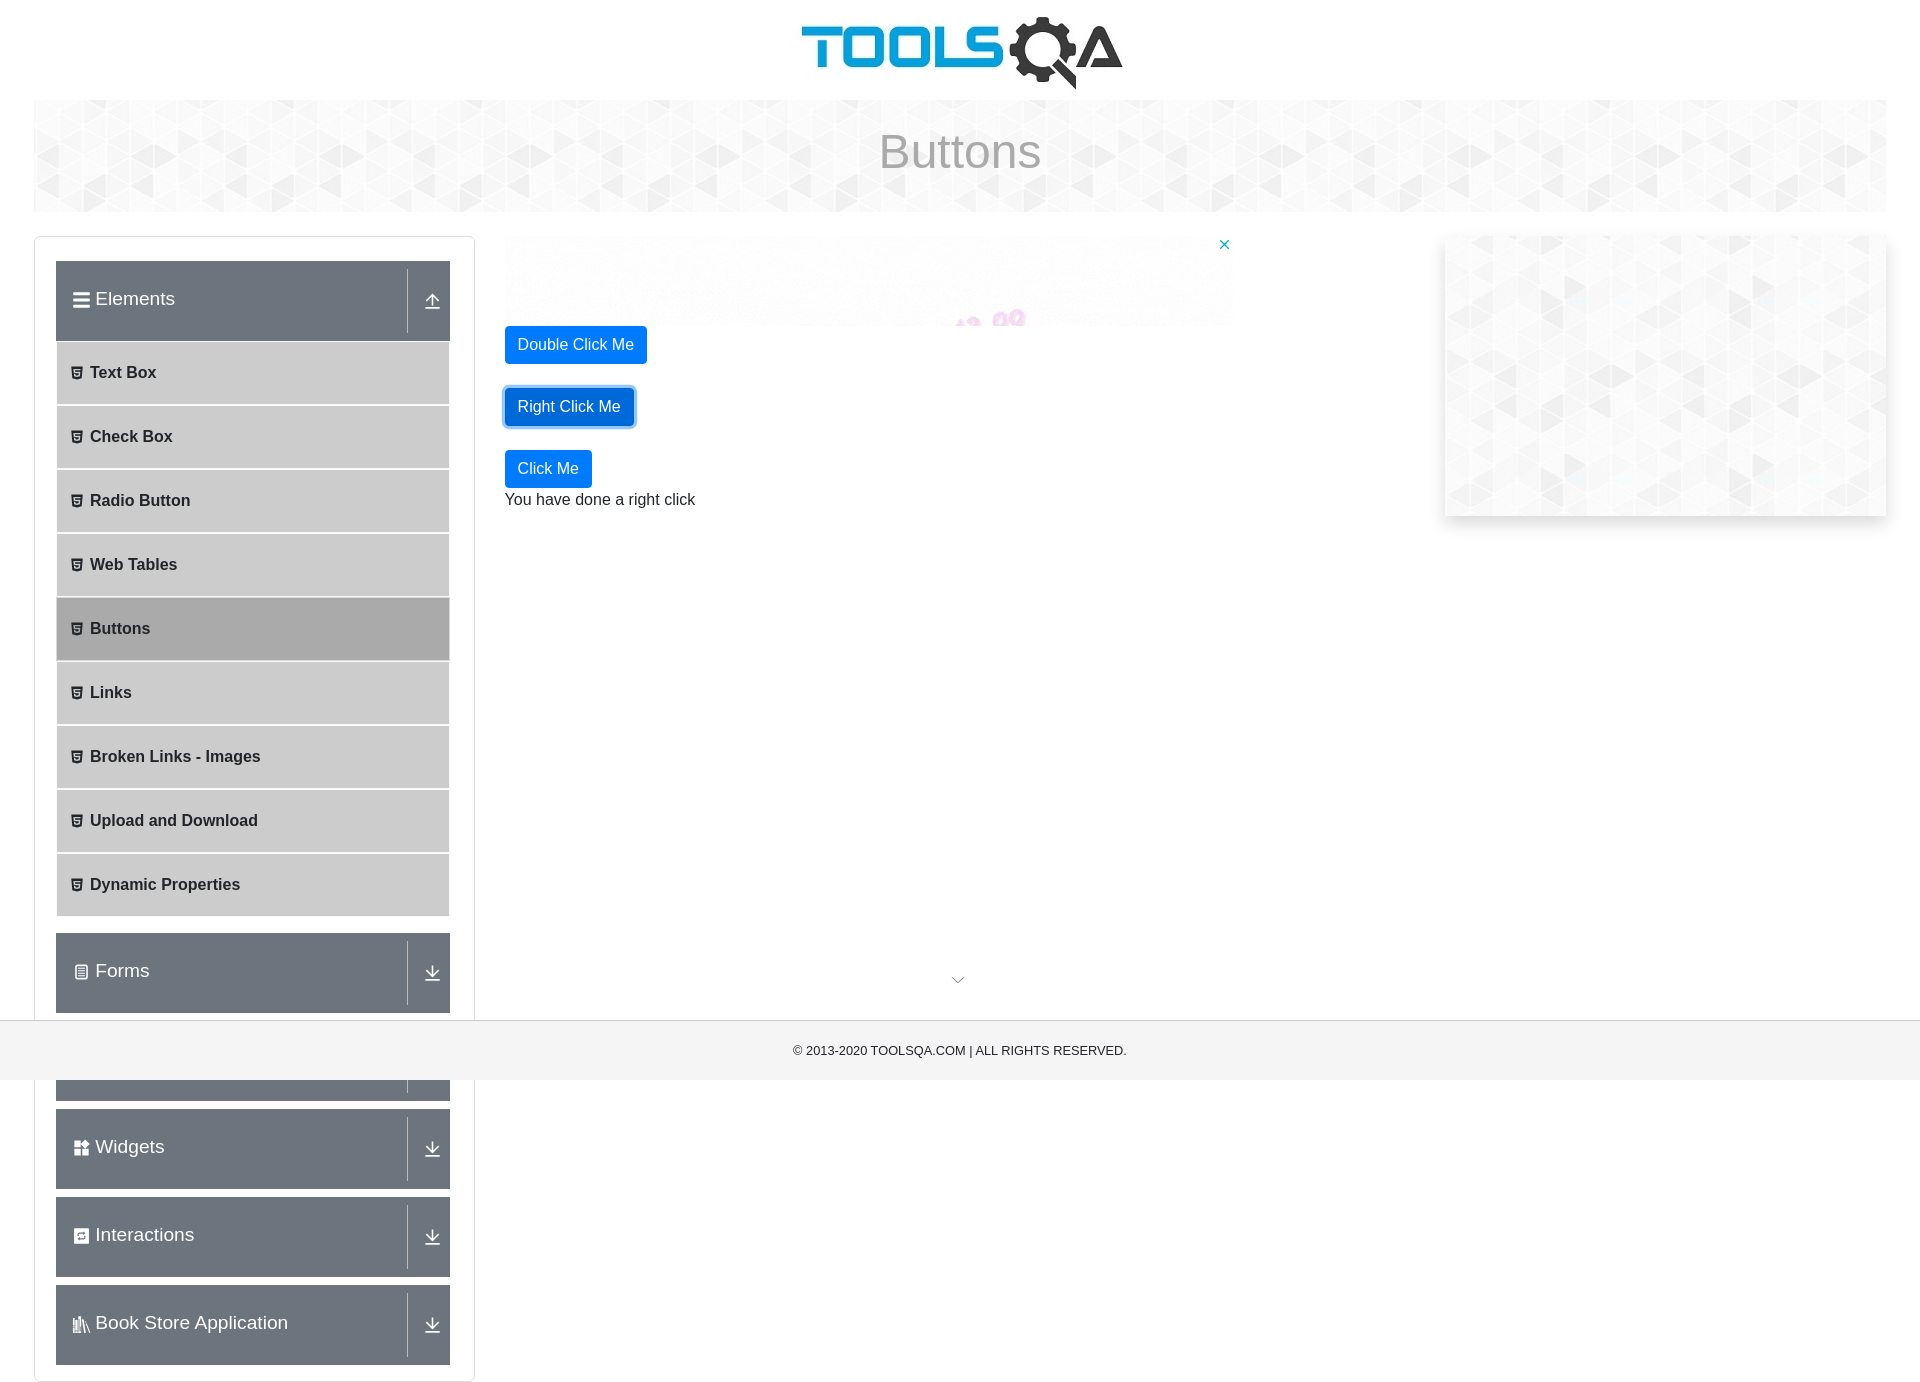 TOOLSQA
Buttons
Elements
Text Box
Check Box
Radio Button
Web Tables
Buttons
Links
Broken Links - Images
Upload and Download
Dynamic Properties
Forms
Widgets
Interactions
Book Store Application
Double Click Me
Right Click Me
Click Me
You have done a right click
© 2013-2020 TOOLSQA.COM | ALL RIGHTS RESERVED.